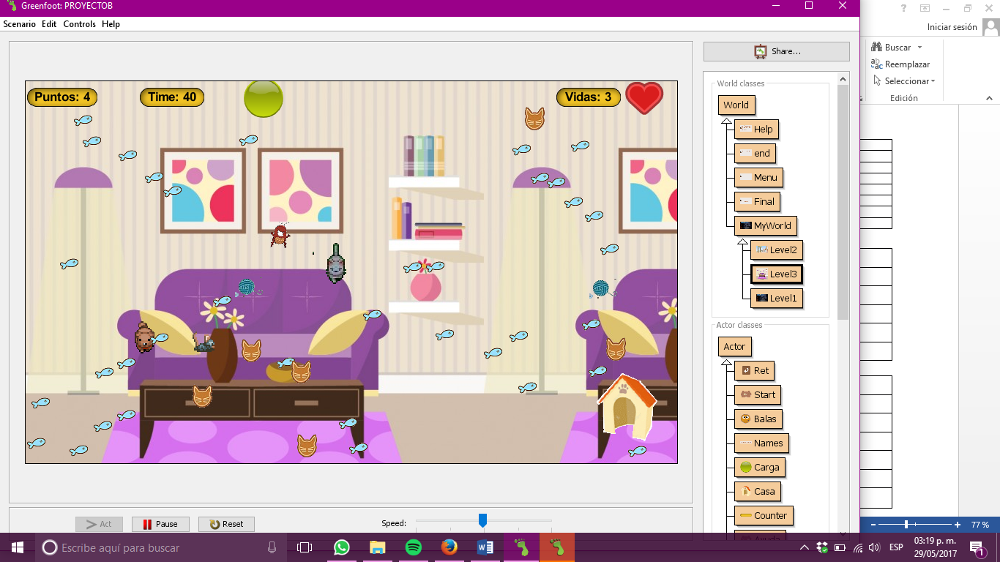 Greenfoot: PROYECTOB
Scenario Edit Controls Help
? 
Iniciar sesión
Share...
Buscar
Reemplazar
Seleccionar
Edición
Puntos: 4
Time: 40
Vidas: 3
World classes
World
Help
end
Menu
Final
MyWorld
Level2
Level3
Level1
Actor classes
Actor
Ret
Start
Balas
Names
Carga
Casa
Counter
Ayuda
Act
Pause
Reset
Speed:
77 %
Escribe aquí para buscar
ESP
03:19 p. m.
29/05/2017
1